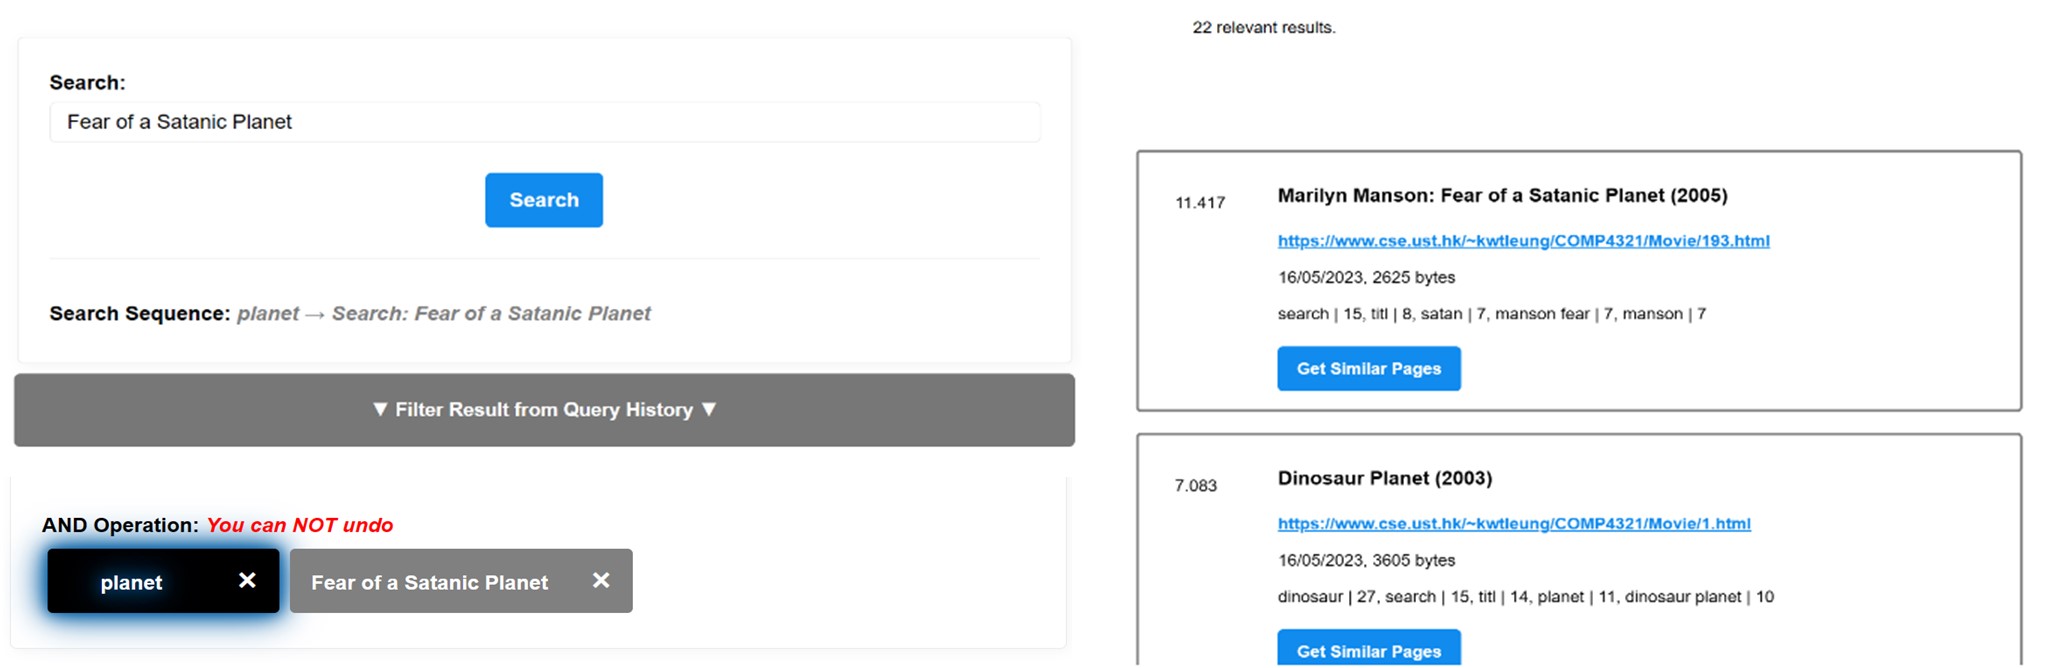 Search:
Fear of a Satanic Planet
Search
Search Sequence: planet → Search: Fear of a Satanic Planet
▼ Filter Result from Query History ▼
AND Operation: You can NOT undo
planet ✕ Fear of a Satanic Planet ✕
22 relevant results.
11.417
Marilyn Manson: Fear of a Satanic Planet (2005)
https://www.cse.ust.hk/~kwtleung/COMP4321/Movie/193.html
16/05/2023, 2625 bytes
search | 15, titl | 8, satan | 7, manson fear | 7, manson | 7
Get Similar Pages
7.083
Dinosaur Planet (2003)
https://www.cse.ust.hk/~kwtleung/COMP4321/Movie/1.html
16/05/2023, 3605 bytes
dinosaur | 27, search | 15, titl | 14, planet | 11, dinosaur planet | 10
Get Similar Pages